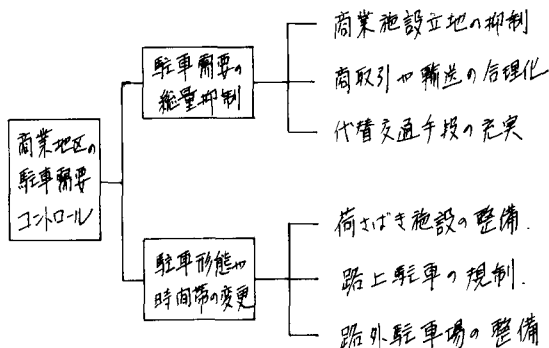 商業地区の
駐車需要
コントロール
駐車需要の
総量抑制
商業施設立地の抑制
商取引や輸送の合理化
代替交通手段の充実
駐車形態や
時間帯の変更
荷さばき施設の整備.
路上駐車の規制.
路外駐車場の整備